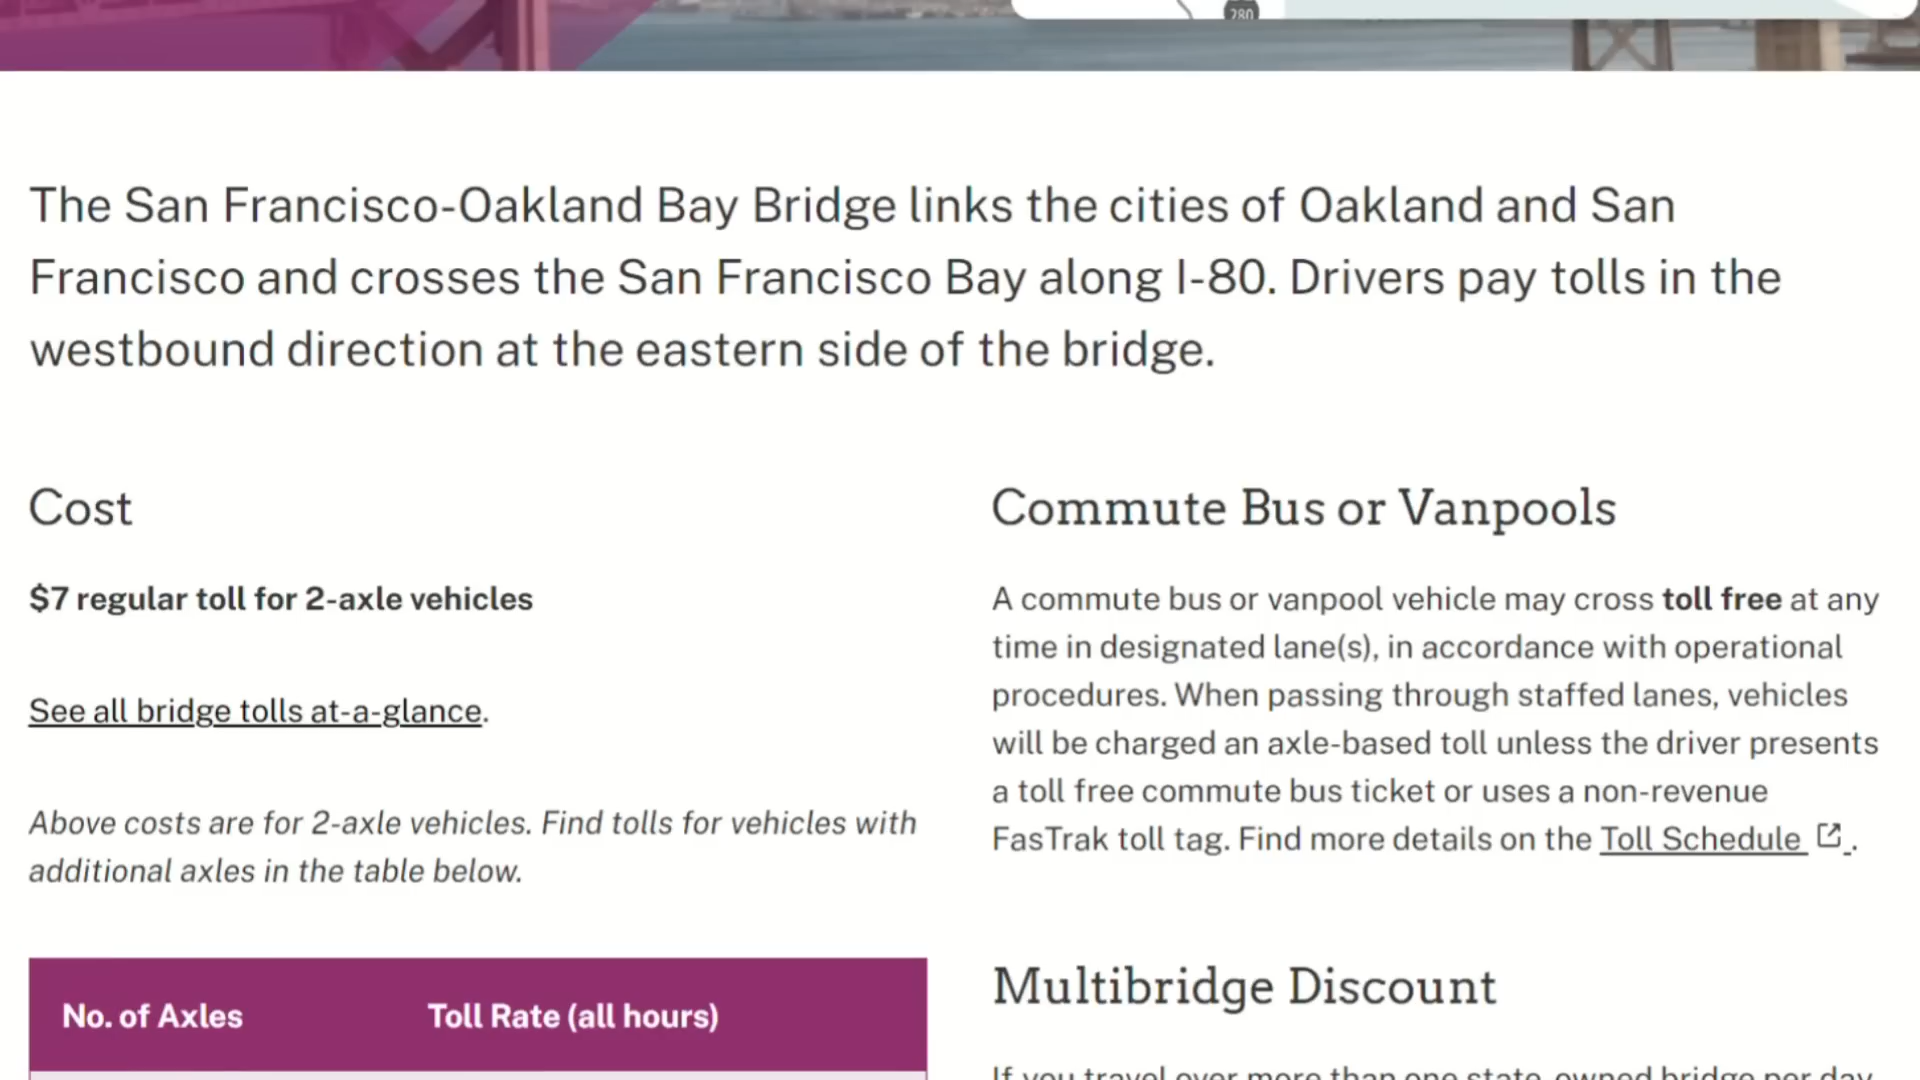 280
The San Francisco-Oakland Bay Bridge links the cities of Oakland and San
Francisco and crosses the San Francisco Bay along I-80. Drivers pay tolls in the
westbound direction at the eastern side of the bridge.
Cost
$7 regular toll for 2-axle vehicles
See all bridge tolls at-a-glance.
Above costs are for 2-axle vehicles. Find tolls for vehicles with
additional axles in the table below.
No. of Axles Toll Rate (all hours)
Commute Bus or Vanpools
A commute bus or vanpool vehicle may cross toll free at any
time in designated lane(s), in accordance with operational
procedures. When passing through staffed lanes, vehicles
will be charged an axle-based toll unless the driver presents
a toll free commute bus ticket or uses a non-revenue
FasTrak toll tag. Find more details on the Toll Schedule .
Multibridge Discount
If you travel over more than one state-owned bridge per day